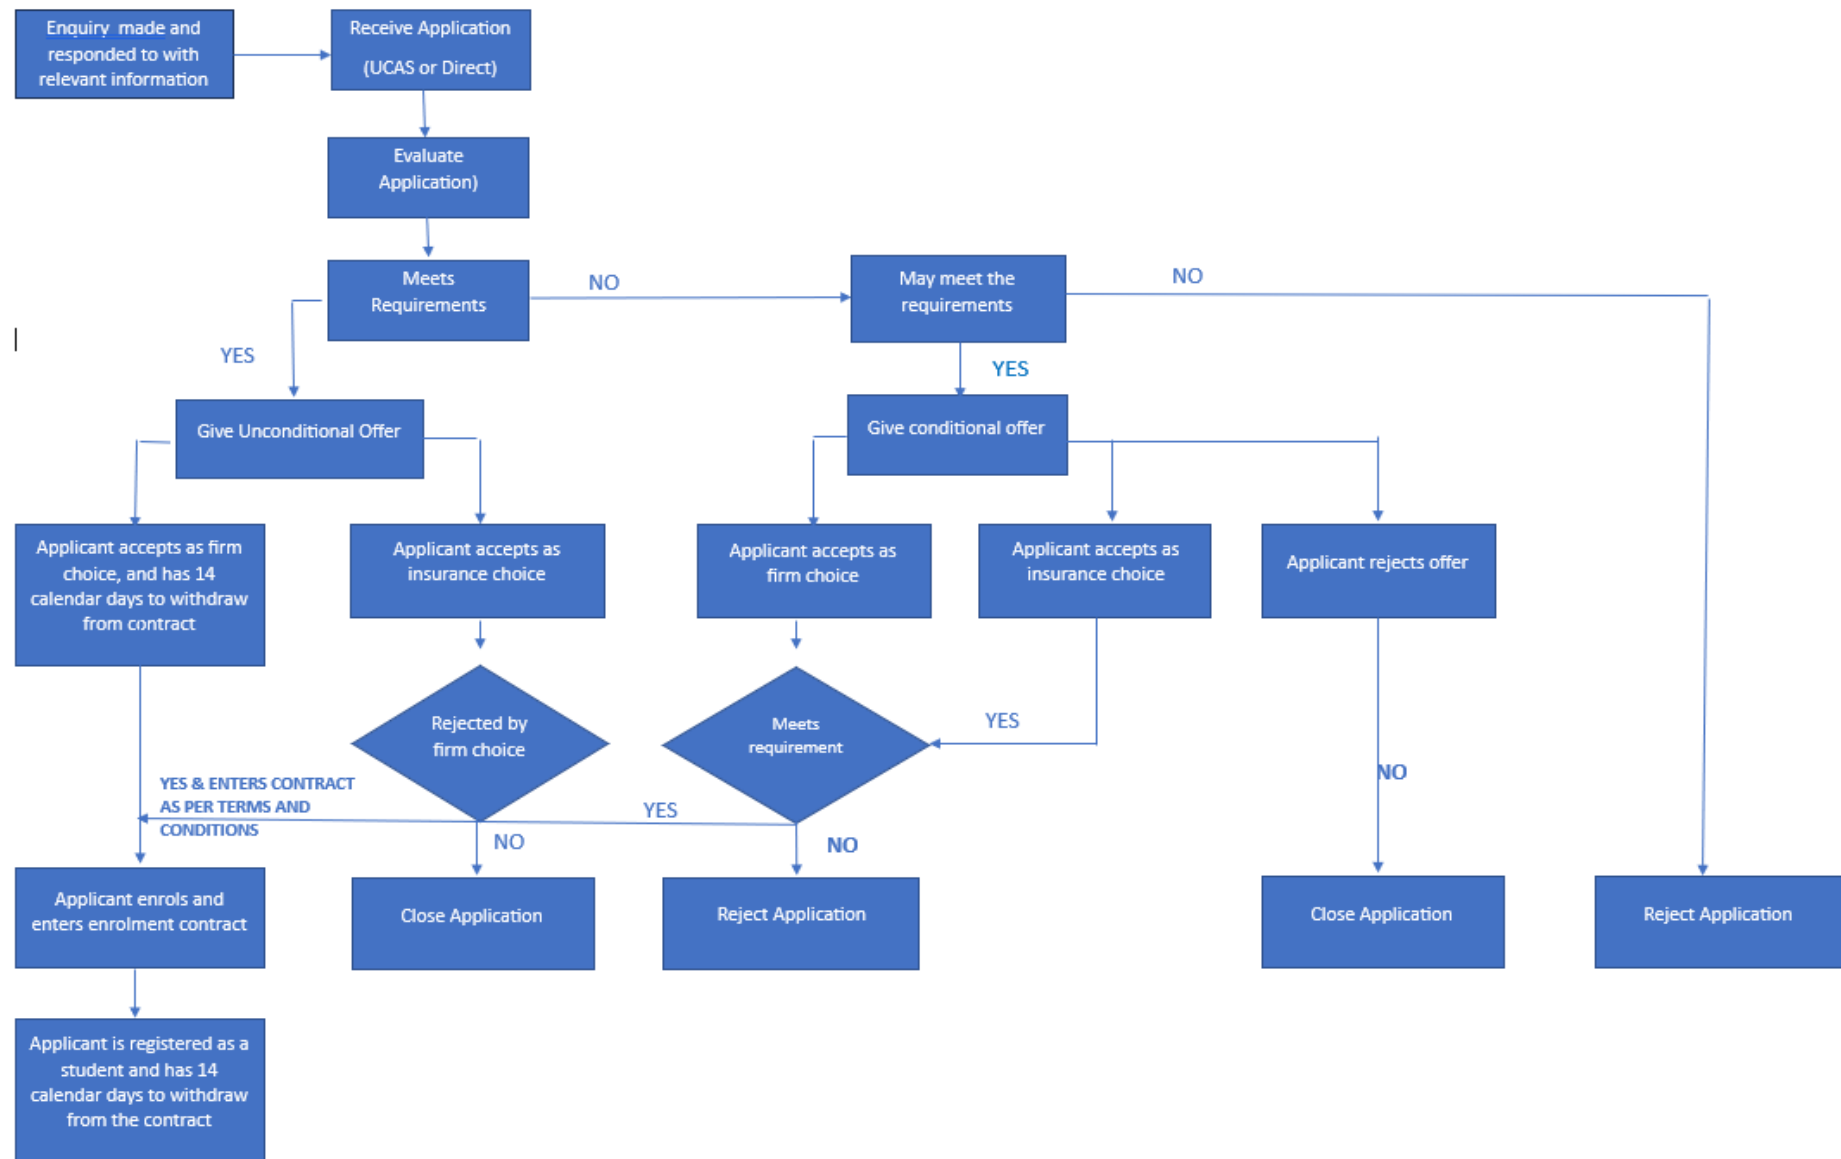 Enquiry made and
responded to with
relevant information
Receive Application
(UCAS or Direct)
Evaluate
Application)
Meets
Requirements
NO
May meet the
requirements
NO
YES
YES
Give Unconditional Offer
Give conditional offer
Applicant accepts as firm
choice, and has 14
calendar days to withdraw
from contract
Applicant accepts as
insurance choice
Applicant accepts as
firm choice
Applicant accepts as
insurance choice
Applicant rejects offer
Rejected by
firm choice
Meets
requirement
YES
NO
YES & ENTERS CONTRACT
AS PER TERMS AND
CONDITIONS
YES
NO
NO
Applicant enrols and
enters enrolment contract
Close Application
Reject Application
Close Application
Reject Application
Applicant is registered as a
student and has 14
calendar days to withdraw
from the contract